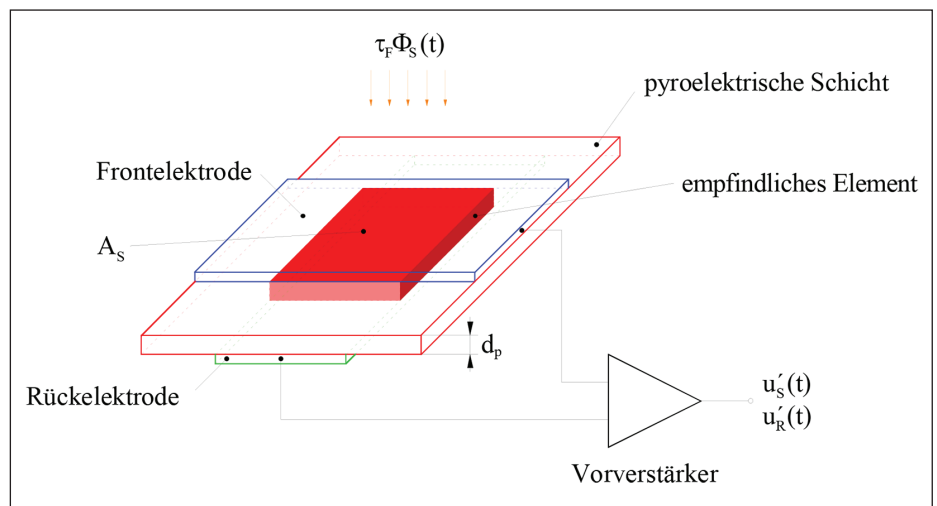 τFΦS(t)
pyroelektrische Schicht
Frontelektrode
empfindliches Element
AS
dp
Rückelektrode
u´S(t)
u´R(t)
Vorverstärker